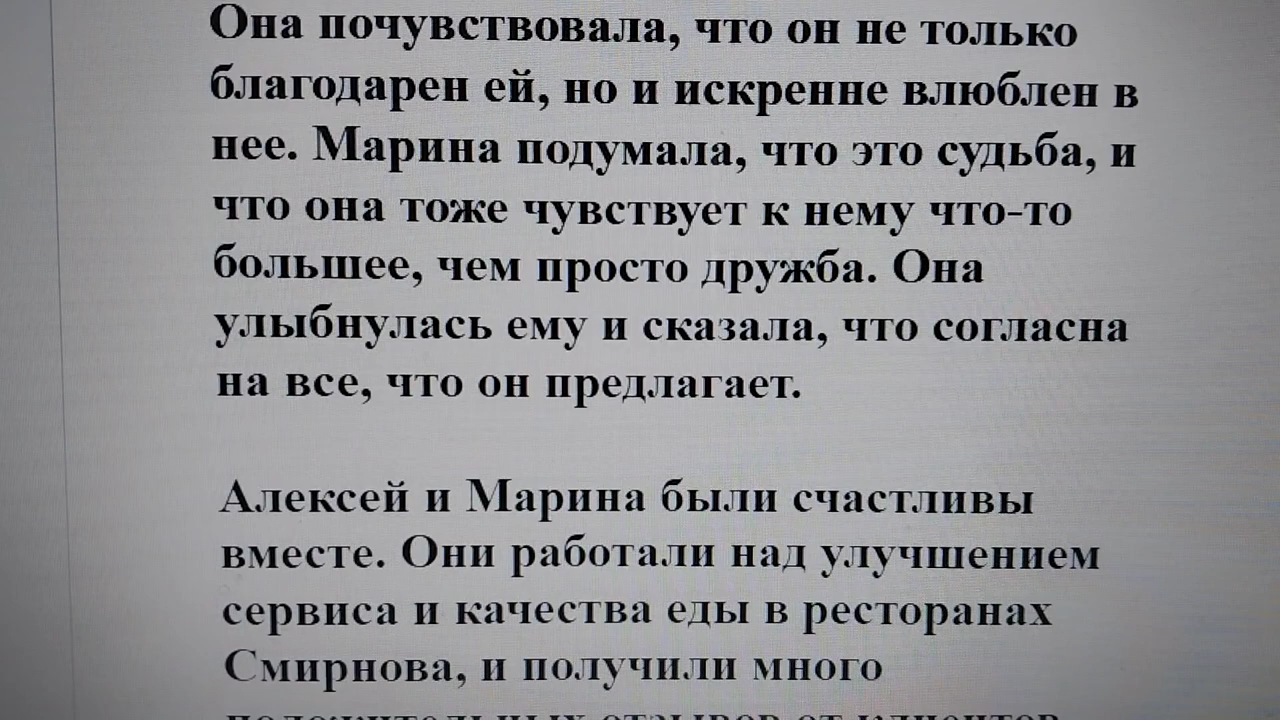 Она почувствовала, что он не только
благодарен ей, но и искренне влюблен в
нее. Марина подумала, что это судьба, и
что она тоже чувствует к нему что-то
большее, чем просто дружба. Она
улыбнулась ему и сказала, что согласна
на все, что он предлагает.
Алексей и Марина были счастливы
вместе. Они работали над улучшением
сервиса и качества еды в ресторанах
Смирнова, и получили много